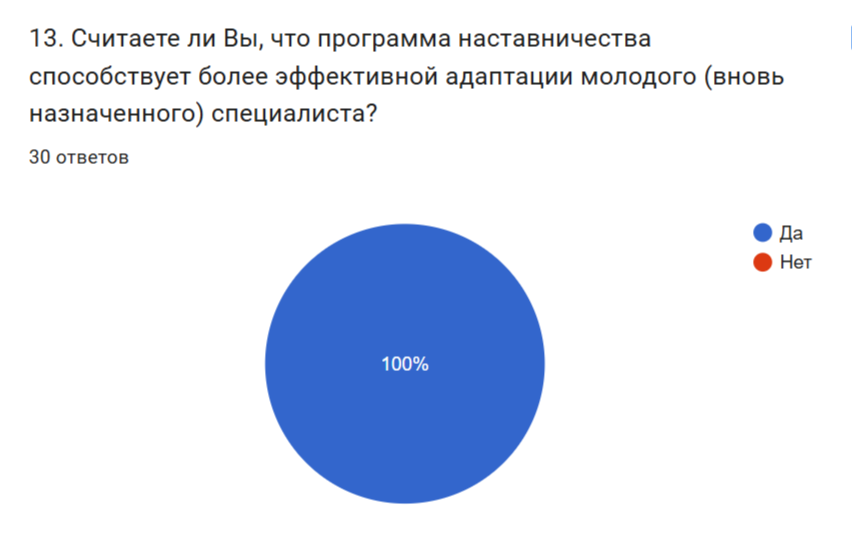 13. Считаете ли Вы, что программа наставничества
способствует более эффективной адаптации молодого (вновь
назначенного) специалиста?
30 ответов
Да
Нет
100%